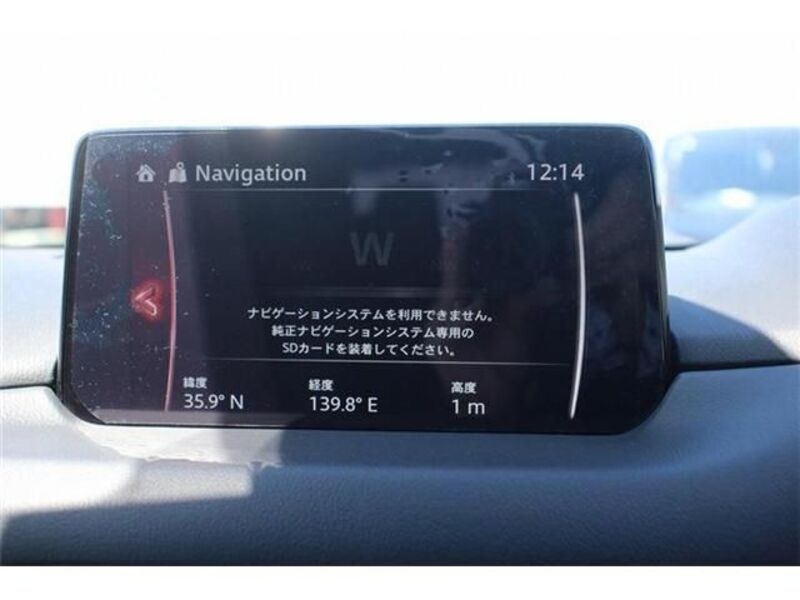 Navigation 12:14
W
ナビゲーションシステムを利用できません。
純正ナビゲーションシステム専用の
SDカードを装着してください。
緯度 経度 高度
35.9° N 139.8° E 1 m